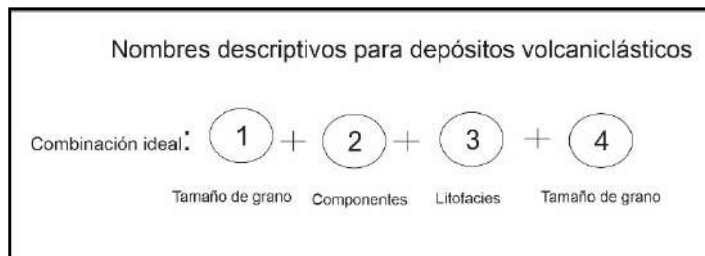 Nombres descriptivos para depósitos volcaniclásticos
Combinación ideal: 1 + 2 + 3 + 4
Tamaño de grano Componentes Litofacies Tamaño de grano